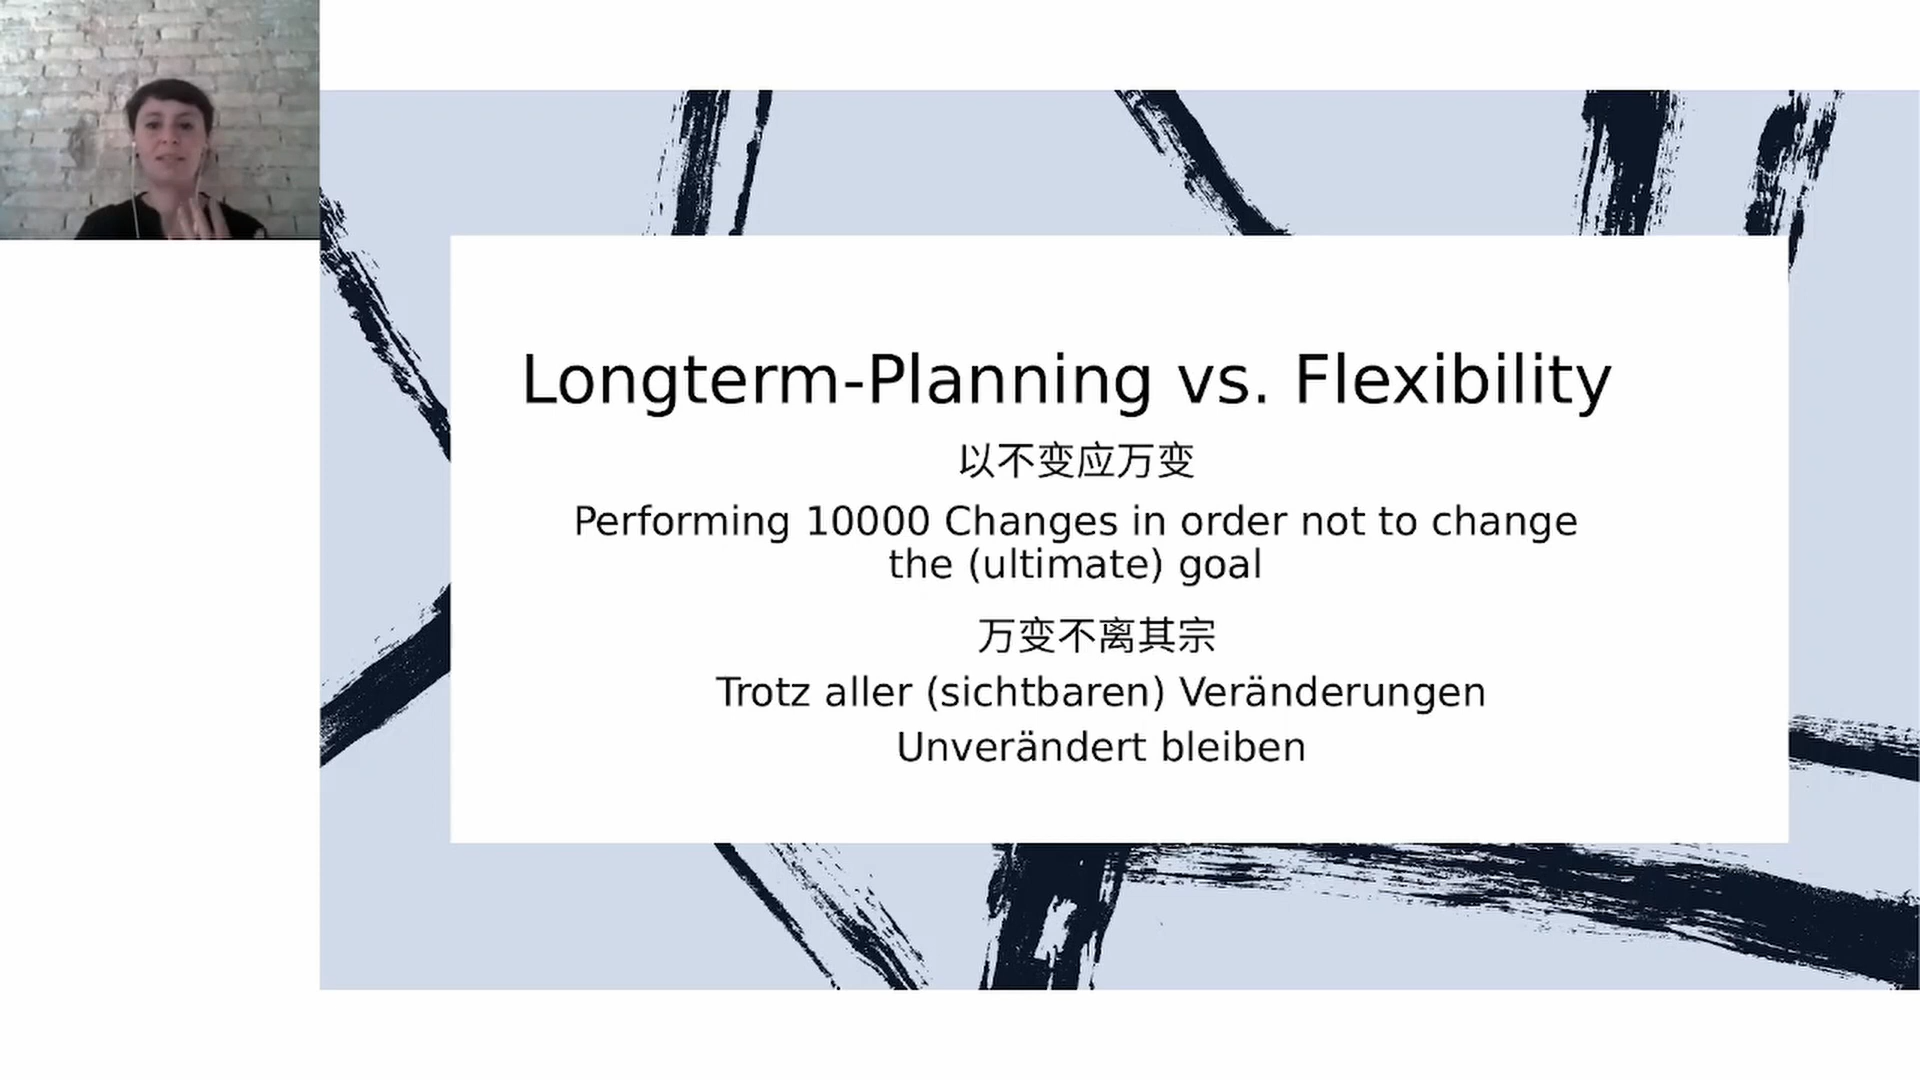 Longterm-Planning vs. Flexibility
以不变应万变
Performing 10000 Changes in order not to change
the (ultimate) goal
万变不离其宗
Trotz aller (sichtbaren) Veränderungen
Unverändert bleiben